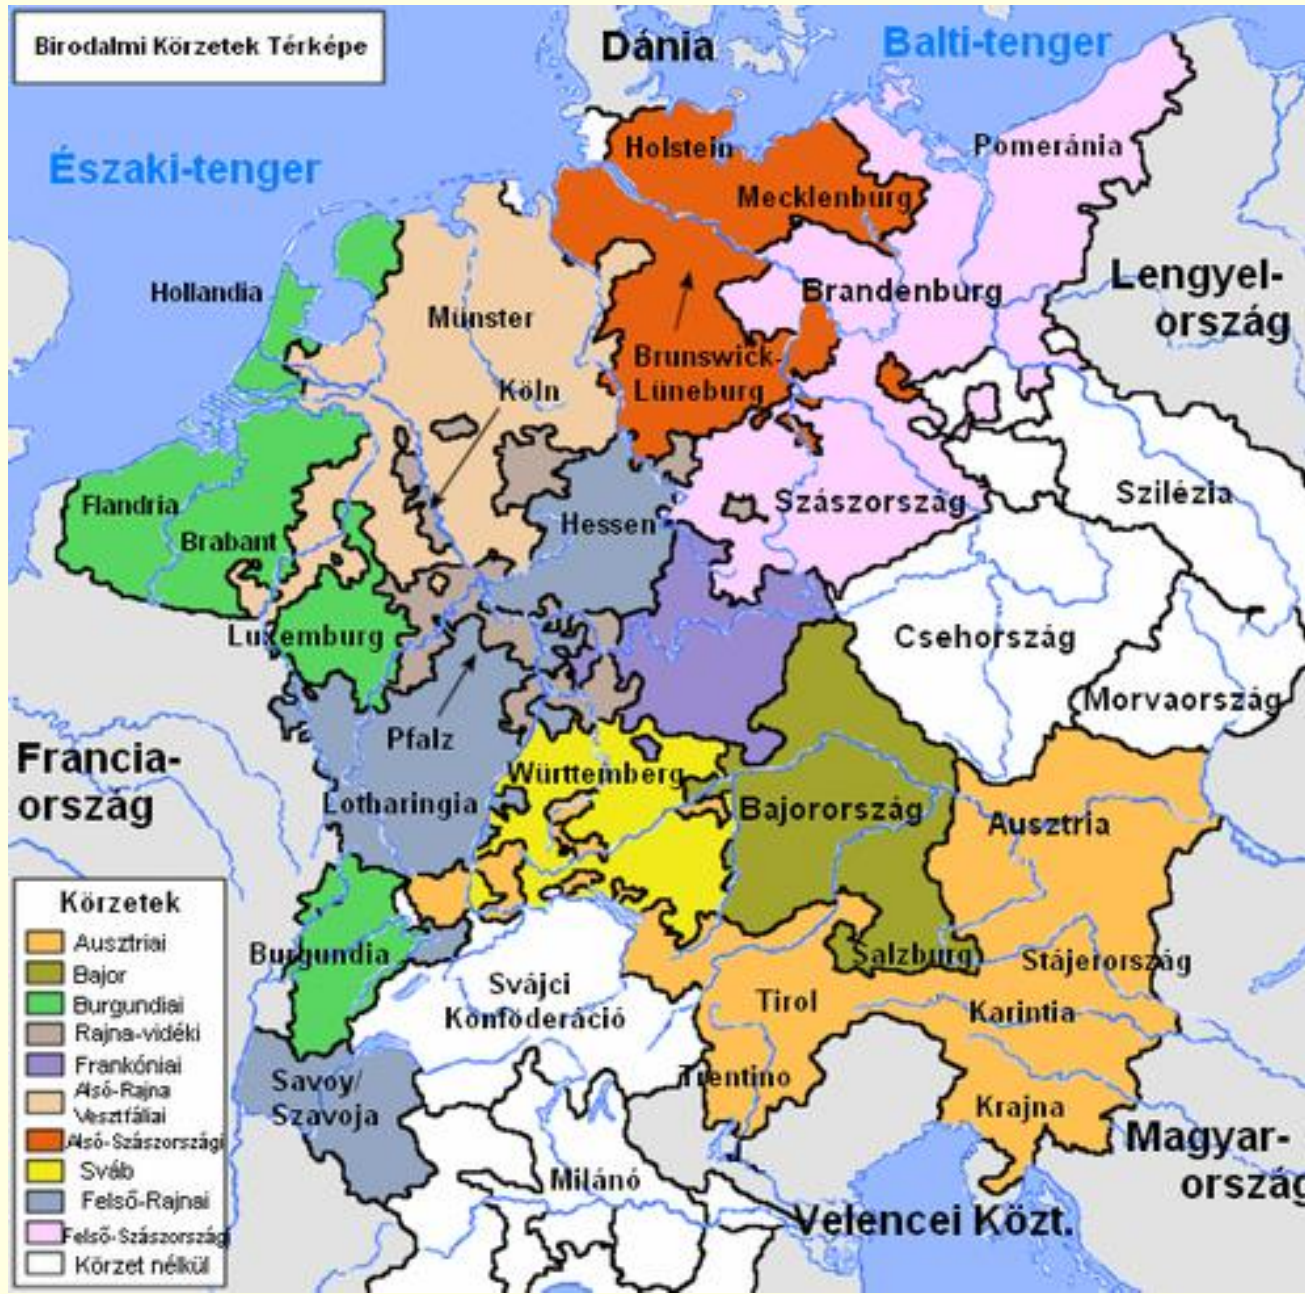 Birodalmi Körzetek Térképe
Dánia
Balti-tenger
Északi-tenger
Holstein
Pomeránia
Mecklenburg
Hollandia
Lengyel-
ország
Brandenburg
Münster
Brunswick-
Lüneburg
Köln
Flandria
Brabant
Hessen
Szászország
Szilézia
Luxemburg
Csehország
Morvaország
Pfalz
Francia-
ország
Württemberg
Lotharingia
Bajorország
Ausztria
Burgundia
Salzburg
Stájerország
Svájci
Konföderáció
Tirol
Karintia
Savoy/
Szavoja
Trentino
Krajna
Magyar-
ország
Milánó
Velencei Közt.
Körzetek
Ausztriai
Bajor
Burgundiai
Rajna-vidéki
Frankóniai
Alsó-Rajna
Vesztfáliai
Alsó-Szászországi
Sváb
Felső-Rajnai
Felső-Szászországi
Körzet nélkül